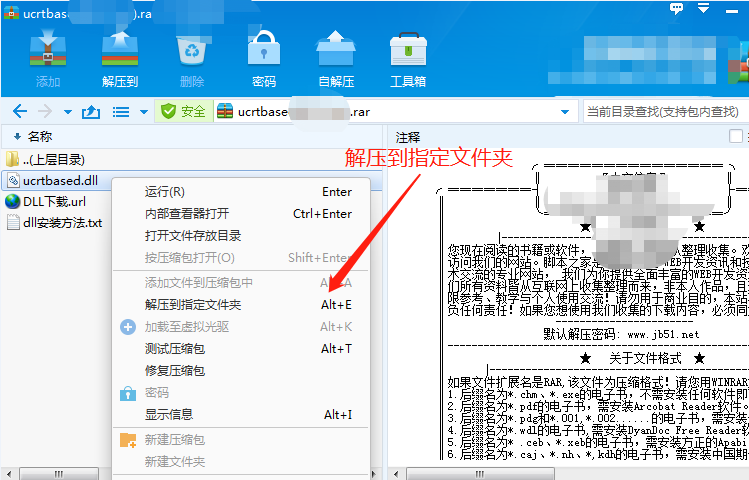 ucrtbased.
).rar
添加
解压到
删除
密码
自解压
工具箱
安全
ucrtbase
.rar
当前目录查找(支持包内查找)
名称
注释
..(上层目录)
解压到指定文件夹
ucrtbased.dll
DLL下载.url
dll安装方法.txt
运行(R) Enter
内部查看器打开 Ctrl+Enter
打开文件存放目录
按压缩包打开(O) Shift+Enter
添加文件到压缩包中 Alt+A
解压到指定文件夹 Alt+E
加载至虚拟光驱 Alt+K
测试压缩包 Alt+T
修复压缩包
密码
显示信息 Alt+I
新建压缩包
新建文件夹
★ ★
您现在阅读的书籍或软件,
整理收集。欢
访问我们的网站。脚本之家是
WEB开发资讯和技
术交流的专业网站, 我们为你提供全面丰富的WEB开发资
们所有资料皆从互联网上收集整理而来,非本人作品,且
限参考、教学与个人使用交流!请勿用于商业目的,本站
负任何责任!如果您想使用我们收集的下载内容,必须同
默认解压密码: www.jb51.net
★ 关于文件格式 ★
如果文件扩展名是RAR,该文件为压缩格式!请您用WINRAR
1.后缀名为*.chm、*.exe的电子书,不需安装任何软件即
2.后缀名为*.pdf的电子书,需安装Arcobat Reader软件。
3.后缀名为*.pdg和*.001,*.002......的电子书,需安装
4.后缀名为*.wdl的电子书,需安装DyanDoc Free Reader软
5.后缀名为* .ceb、*.xeb的电子书,需安装方正的Apabi
6.后缀名为*.caj、*.nh、*,kdh的电子书,需安装中国期